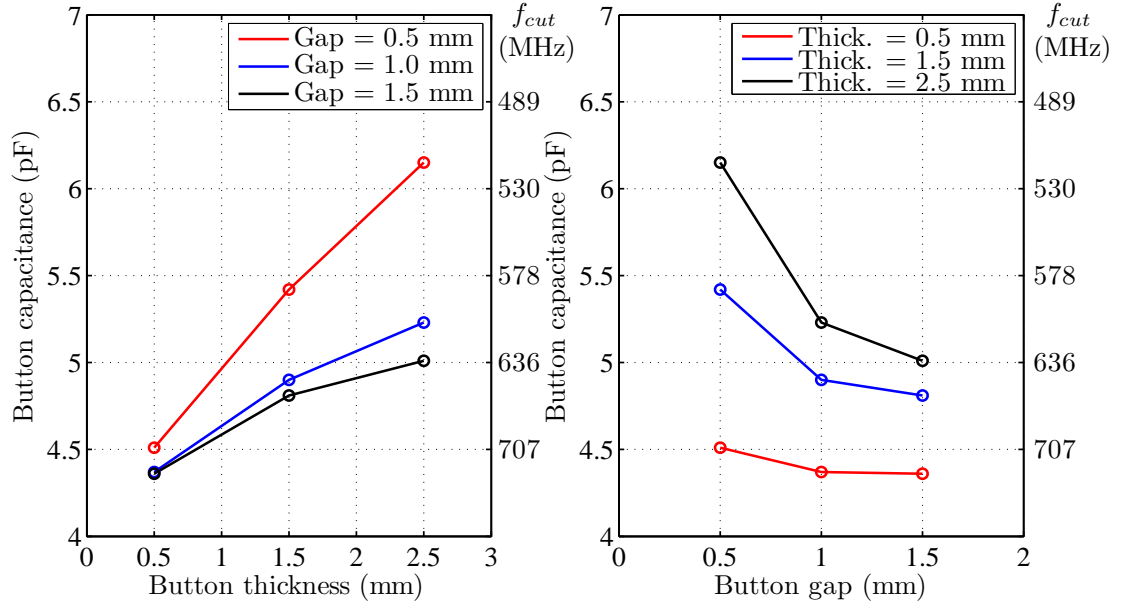 7
6.5
6
5.5
5
4.5
4
Button capacitance (pF)
0
0.5
1
1.5
2
2.5
3
Button thickness (mm)
Gap = 0.5 mm
Gap = 1.0 mm
Gap = 1.5 mm
f_cut
(MHz)
489
530
578
636
707
7
6.5
6
5.5
5
4.5
4
Button capacitance (pF)
0
0.5
1
1.5
2
Button gap (mm)
Thick. = 0.5 mm
Thick. = 1.5 mm
Thick. = 2.5 mm
f_cut
(MHz)
489
530
578
636
707